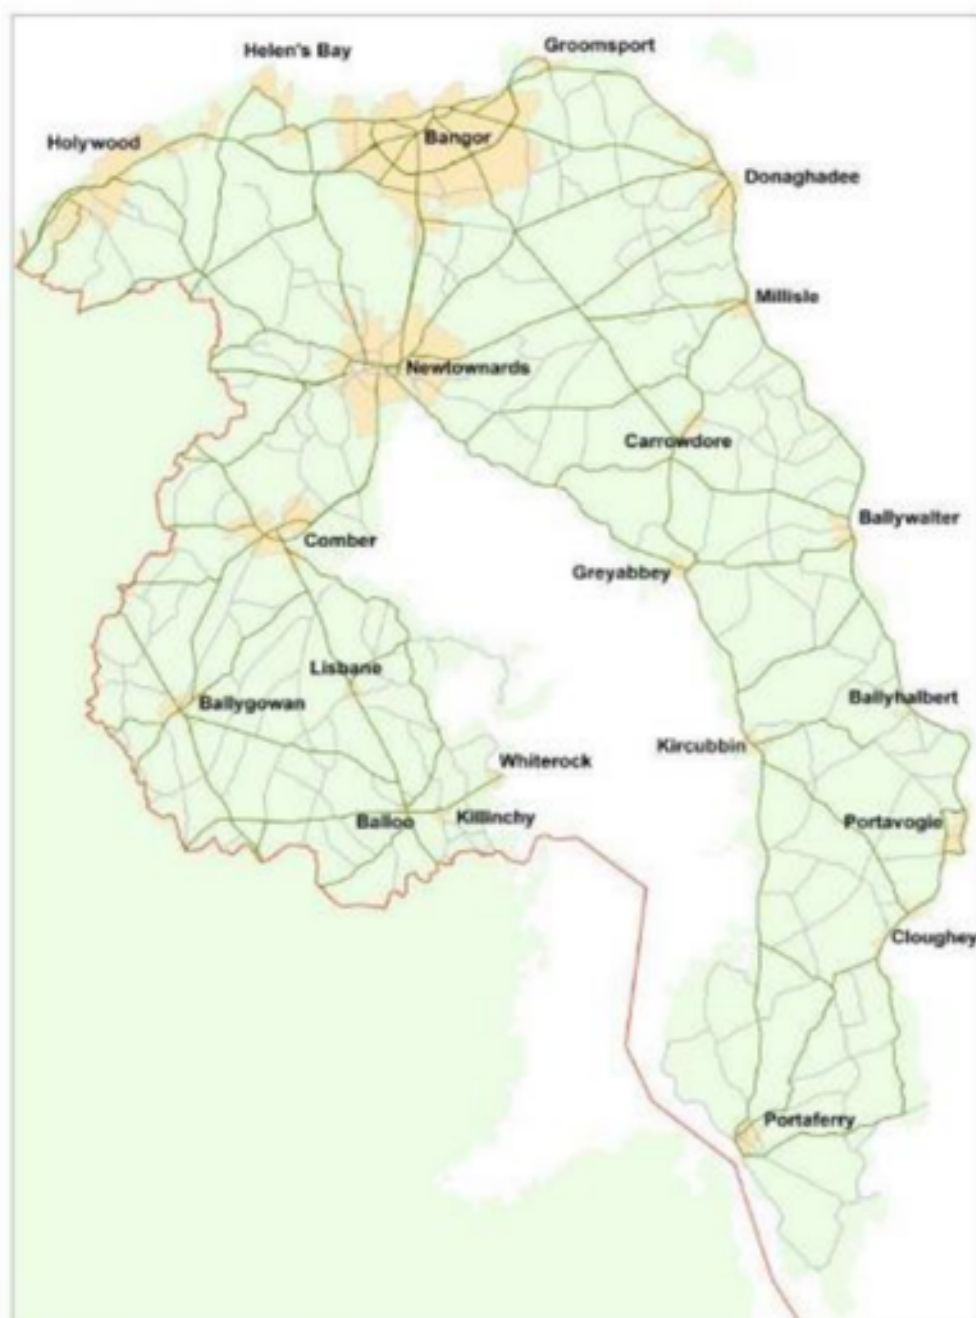 Groomsport
Helen's Bay
Bangor
Holywood
Donaghadee
Millisle
Newtownards
Carrowdore
Ballywalter
Comber
Greyabbey
Lisbane
Ballyhalbert
Ballygowan
Kircubbin
Whiterock
Killinchy
Balloo
Portavogie
Cloughey
Portaferry